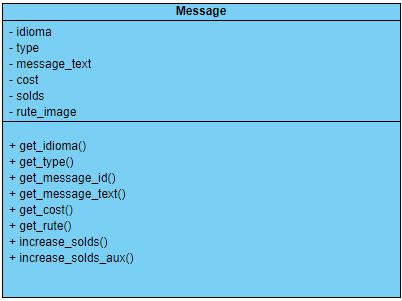 Message
- idioma
- type
- message_text
- cost
- solds
- rute_image
+ get_idioma()
+ get_type()
+ get_message_id()
+ get_message_text()
+ get_cost()
+ get_rute()
+ increase_solds()
+ increase_solds_aux()